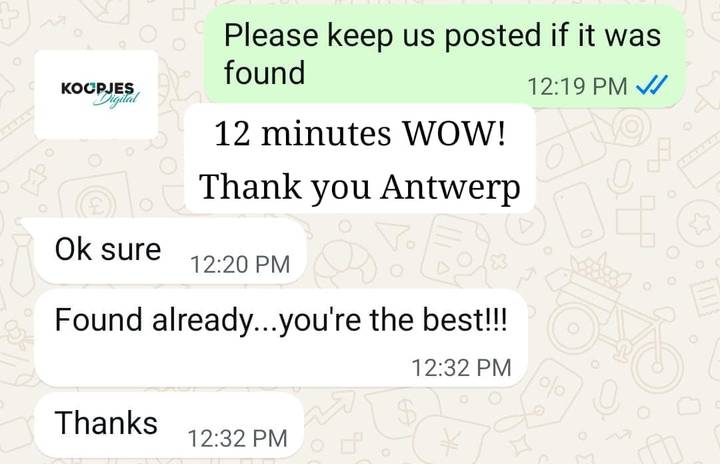 Please keep us posted if it was
found
12:19 PM
KOOPJES
Digital
12 minutes WOW!
Thank you Antwerp
Ok sure
12:20 PM
Found already...you're the best!!!
12:32 PM
Thanks
12:32 PM